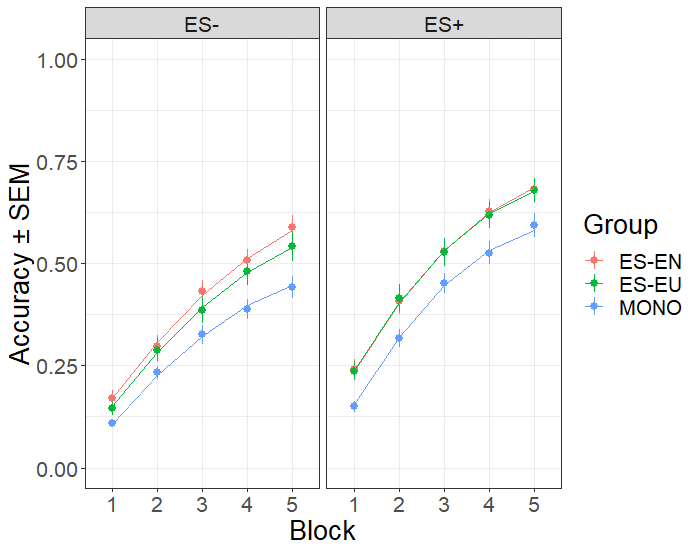 ES-
ES+
Accuracy ± SEM
1.00
0.75
0.50
0.25
0.00
1 2 3 4 5
1 2 3 4 5
Block
Group
ES-EN
ES-EU
MONO